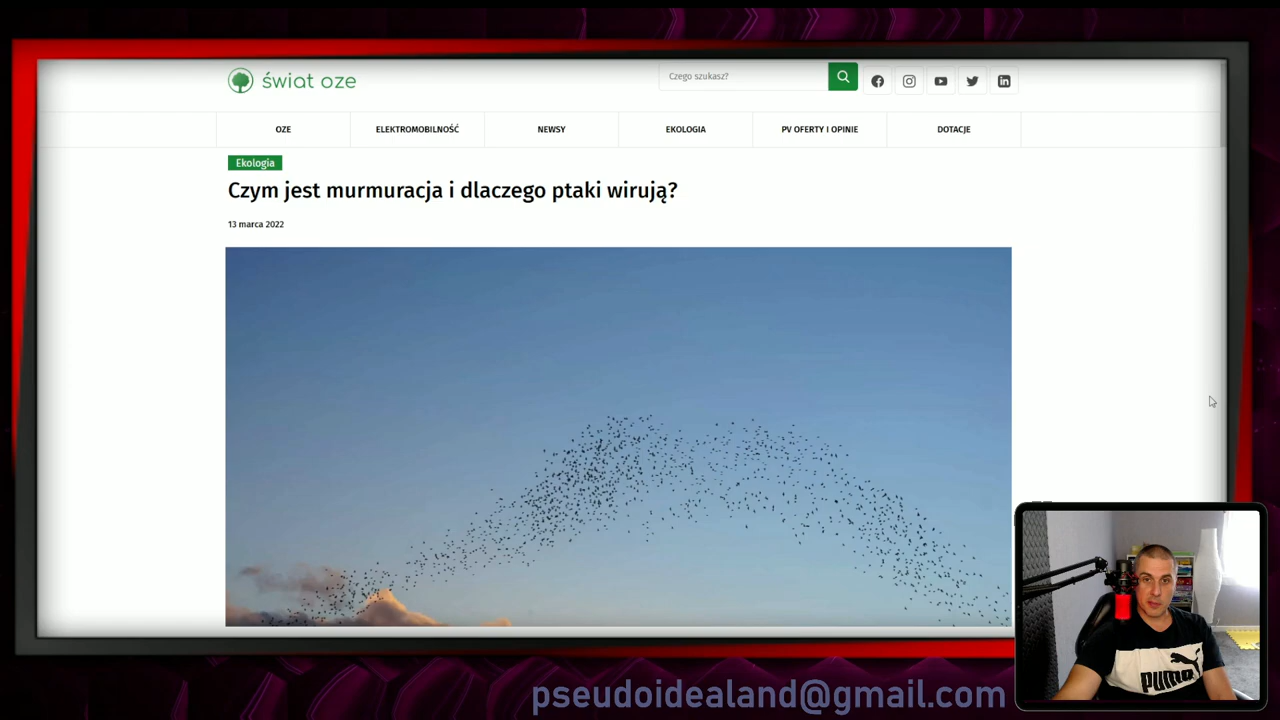 świat oze
Czego szukasz?
OZE
ELEKTROMOBILNOŚĆ
NEWSY
EKOLOGIA
PV OFERTY I OPINIE
DOTACJE
Ekologia
Czym jest murmuracja i dlaczego ptaki wirują?
13 marca 2022
PUMA
pseudoidealand@gmail.com